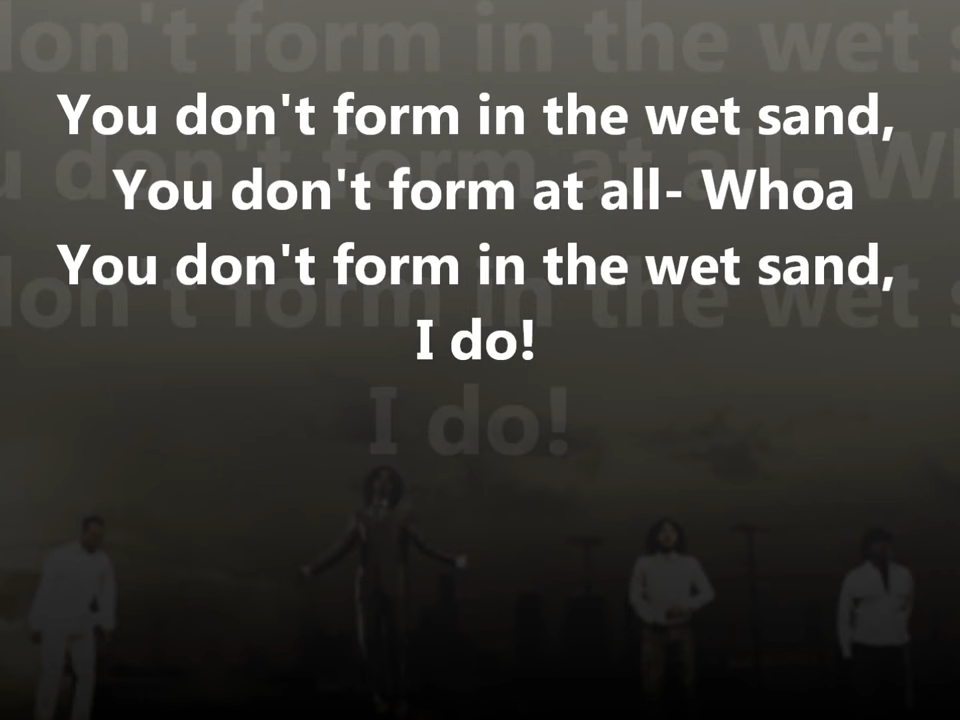 You don't form in the wet sand,
You don't form at all- Whoa
You don't form in the wet sand,
I do!